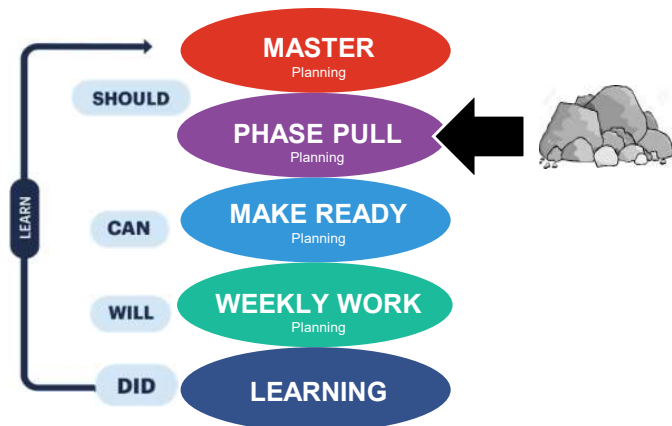 MASTER
Planning
SHOULD
PHASE PULL
Planning
LEARN
CAN
MAKE READY
Planning
WILL
WEEKLY WORK
Planning
DID
LEARNING